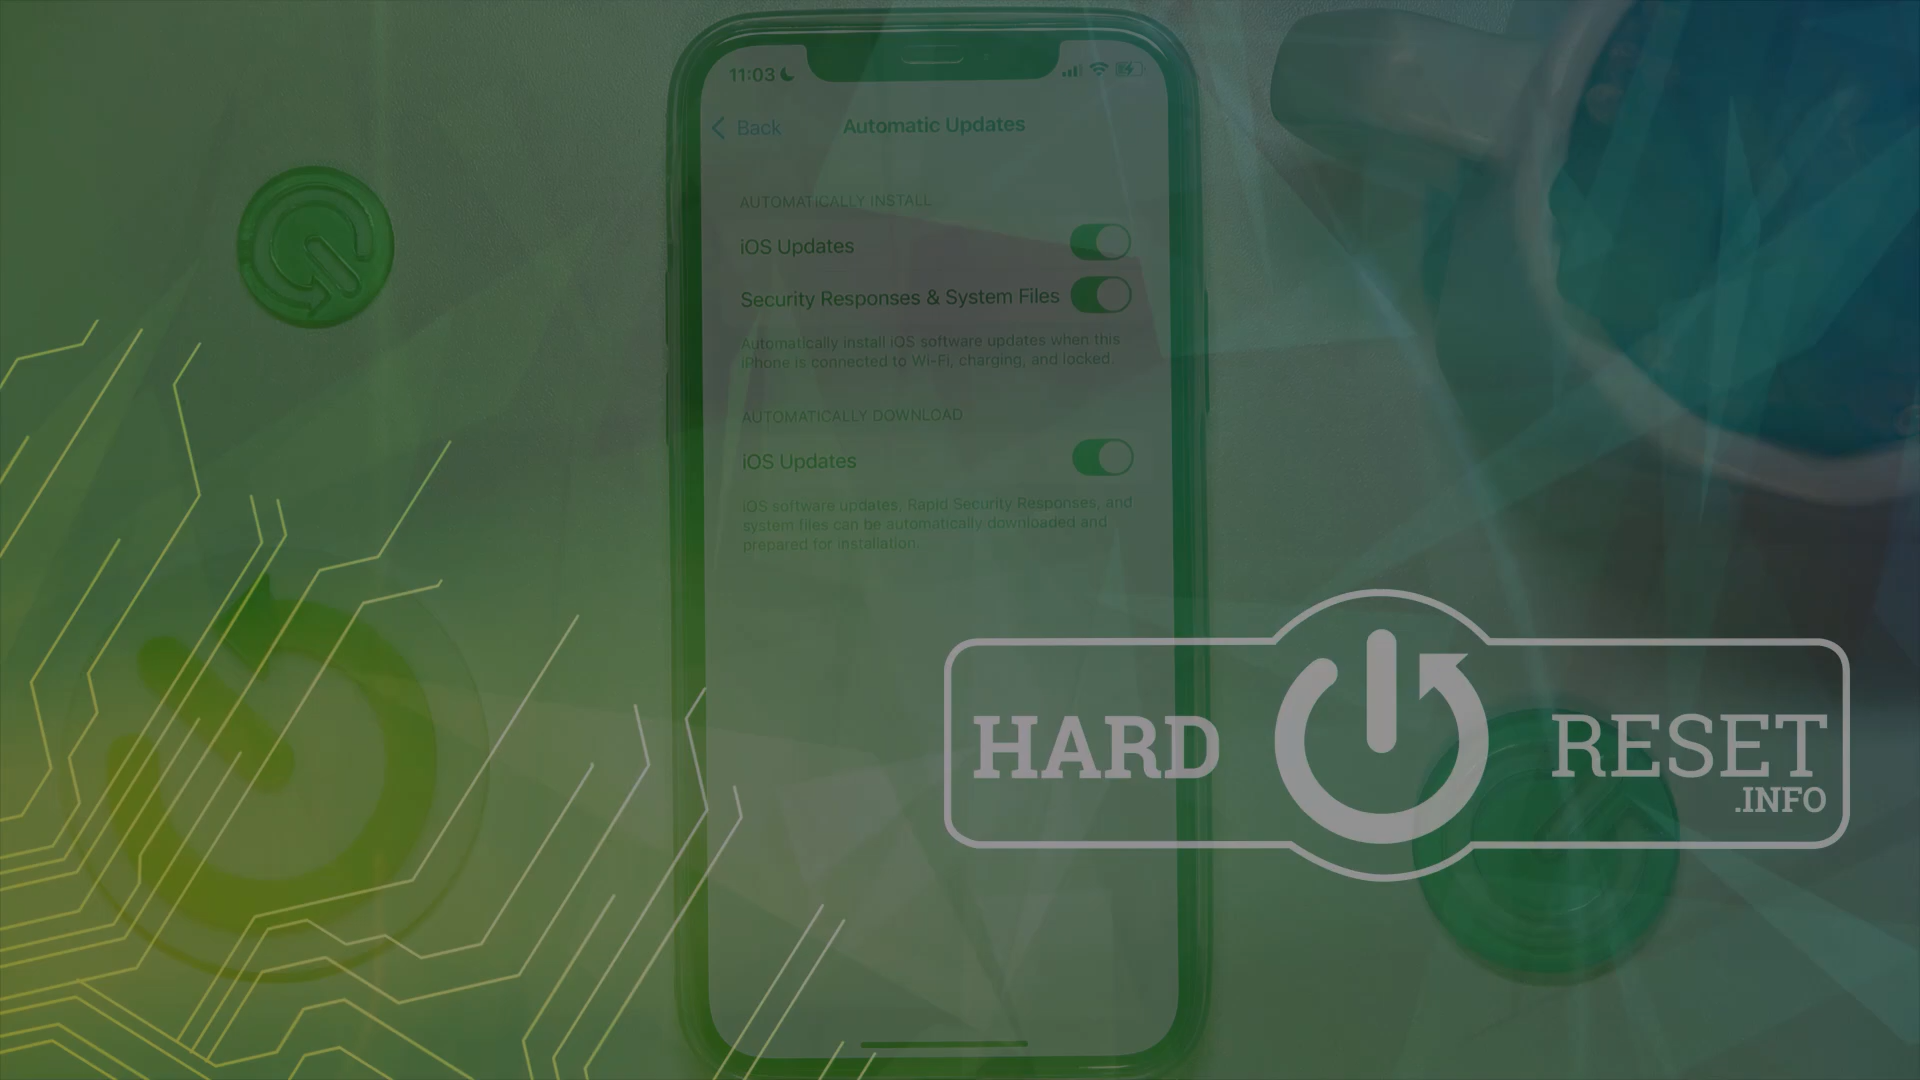 11:03
Back
Automatic Updates
AUTOMATICALLY INSTALL
iOS Updates
Security Responses & System Files
Automatically install iOS software updates when this
iPhone is connected to Wi-Fi, charging, and locked.
AUTOMATICALLY DOWNLOAD
iOS Updates
iOS software updates, Rapid Security Responses, and
system files can be automatically downloaded and
prepared for installation.
HARD RESET
.INFO